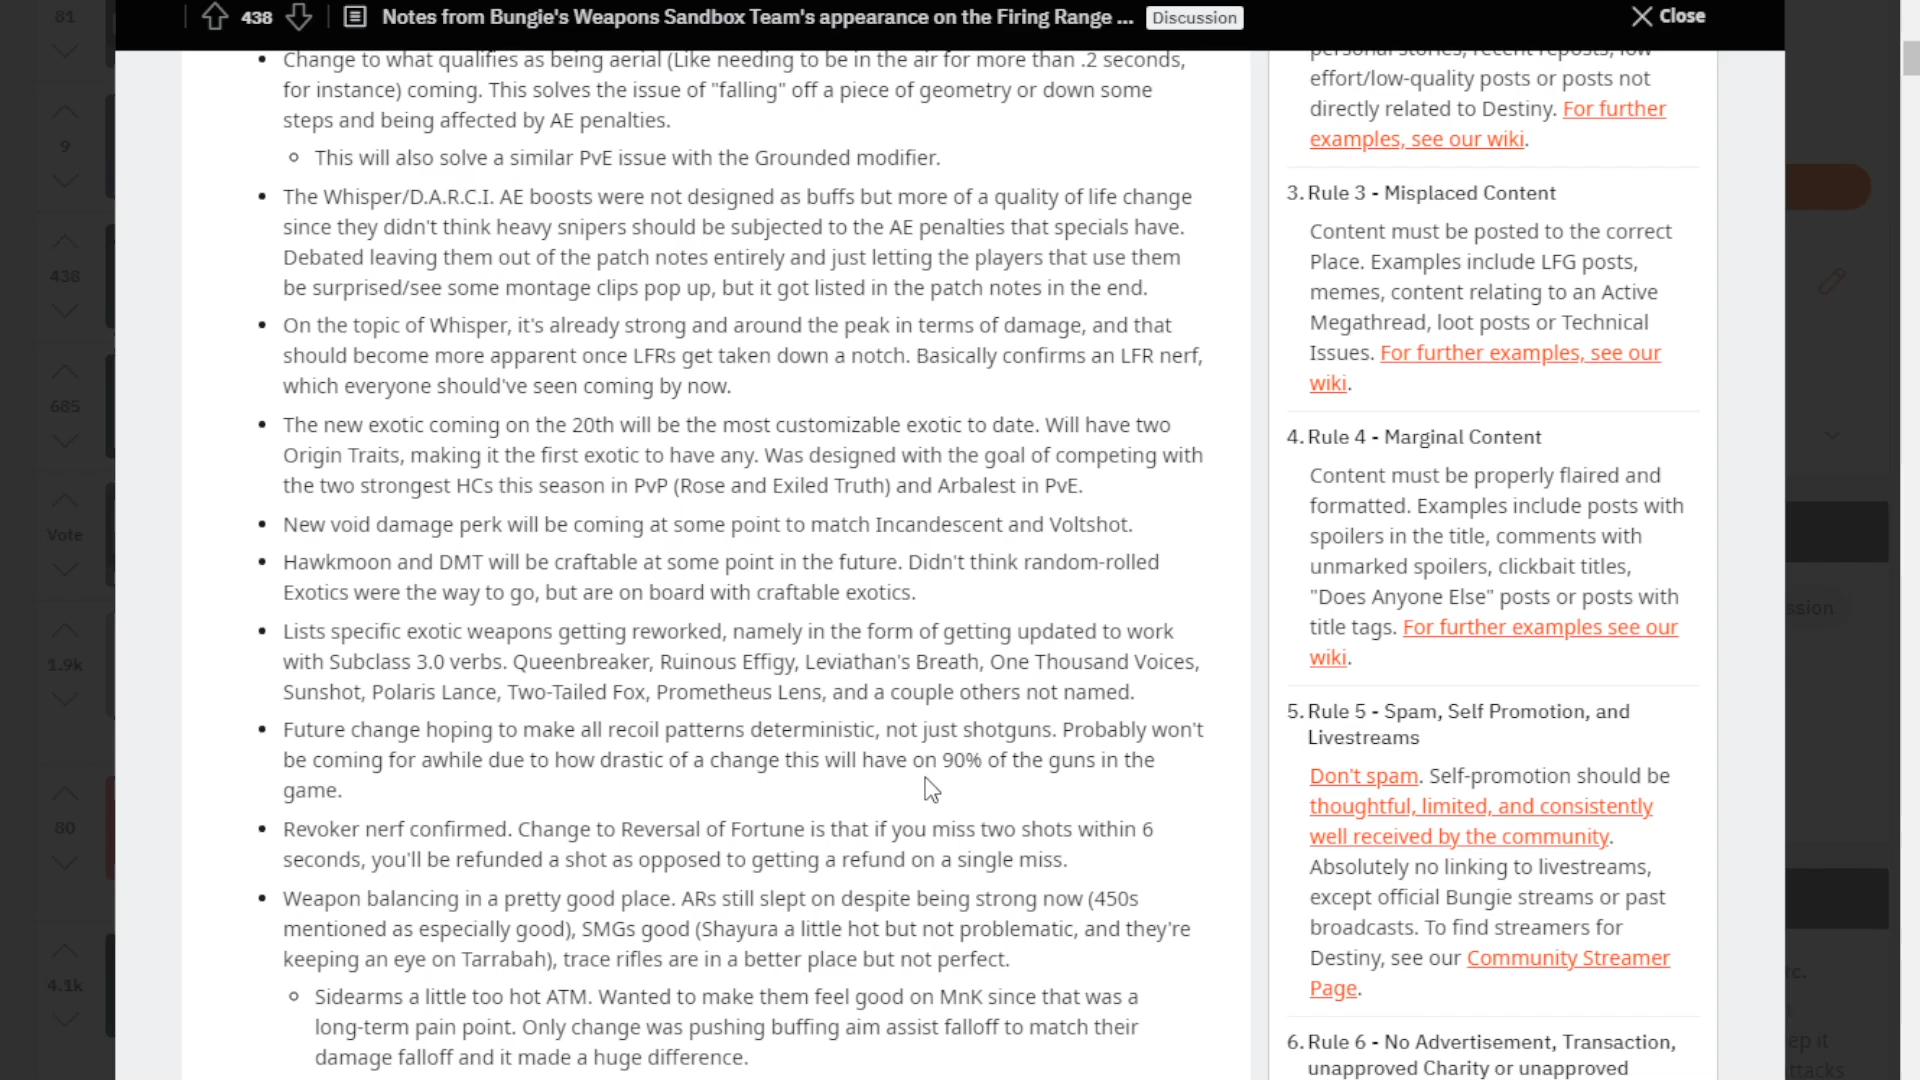 81
438
Notes from Bungie's Weapons Sandbox Team's appearance on the Firing Range ...
Discussion
Close
Change to what qualifies as being aerial (Like needing to be in the air for more than .2 seconds,
for instance) coming. This solves the issue of "falling" off a piece of geometry or down some
steps and being affected by AE penalties.
This will also solve a similar PvE issue with the Grounded modifier.
The Whisper/D.A.R.C.I. AE boosts were not designed as buffs but more of a quality of life change
since they didn't think heavy snipers should be subjected to the AE penalties that specials have.
Debated leaving them out of the patch notes entirely and just letting the players that use them
be surprised/see some montage clips pop up, but it got listed in the patch notes in the end.
On the topic of Whisper, it's already strong and around the peak in terms of damage, and that
should become more apparent once LFRs get taken down a notch. Basically confirms an LFR nerf,
which everyone should've seen coming by now.
The new exotic coming on the 20th will be the most customizable exotic to date. Will have two
Origin Traits, making it the first exotic to have any. Was designed with the goal of competing with
the two strongest HCs this season in PvP (Rose and Exiled Truth) and Arbalest in PvE.
New void damage perk will be coming at some point to match Incandescent and Voltshot.
Hawkmoon and DMT will be craftable at some point in the future. Didn't think random-rolled
Exotics were the way to go, but are on board with craftable exotics.
Lists specific exotic weapons getting reworked, namely in the form of getting updated to work
with Subclass 3.0 verbs. Queenbreaker, Ruinous Effigy, Leviathan's Breath, One Thousand Voices,
Sunshot, Polaris Lance, Two-Tailed Fox, Prometheus Lens, and a couple others not named.
Future change hoping to make all recoil patterns deterministic, not just shotguns. Probably won't
be coming for awhile due to how drastic of a change this will have on 90% of the guns in the
game.
Revoker nerf confirmed. Change to Reversal of Fortune is that if you miss two shots within 6
seconds, you'll be refunded a shot as opposed to getting a refund on a single miss.
Weapon balancing in a pretty good place. ARs still slept on despite being strong now (450s
mentioned as especially good), SMGs good (Shayura a little hot but not problematic, and they're
keeping an eye on Tarrabah), trace rifles are in a better place but not perfect.
Sidearms a little too hot ATM. Wanted to make them feel good on MnK since that was a
long-term pain point. Only change was pushing buffing aim assist falloff to match their
damage falloff and it made a huge difference.
personal stories, recent reposts, low
effort/low-quality posts or posts not
directly related to Destiny. For further
examples, see our wiki.
3. Rule 3 - Misplaced Content
Content must be posted to the correct
Place. Examples include LFG posts,
memes, content relating to an Active
Megathread, loot posts or Technical
Issues. For further examples, see our
wiki.
4. Rule 4 - Marginal Content
Content must be properly flaired and
formatted. Examples include posts with
spoilers in the title, comments with
unmarked spoilers, clickbait titles,
"Does Anyone Else" posts or posts with
title tags. For further examples see our
wiki.
5. Rule 5 - Spam, Self Promotion, and
Livestreams
Don't spam. Self-promotion should be
thoughtful, limited, and consistently
well received by the community.
Absolutely no linking to livestreams,
except official Bungie streams or past
broadcasts. To find streamers for
Destiny, see our Community Streamer
Page.
6. Rule 6 - No Advertisement, Transaction,
unapproved Charity or unapproved
9
438
685
Vote
1.9k
80
4.1k
ssion
tc.
ep it
ttacks